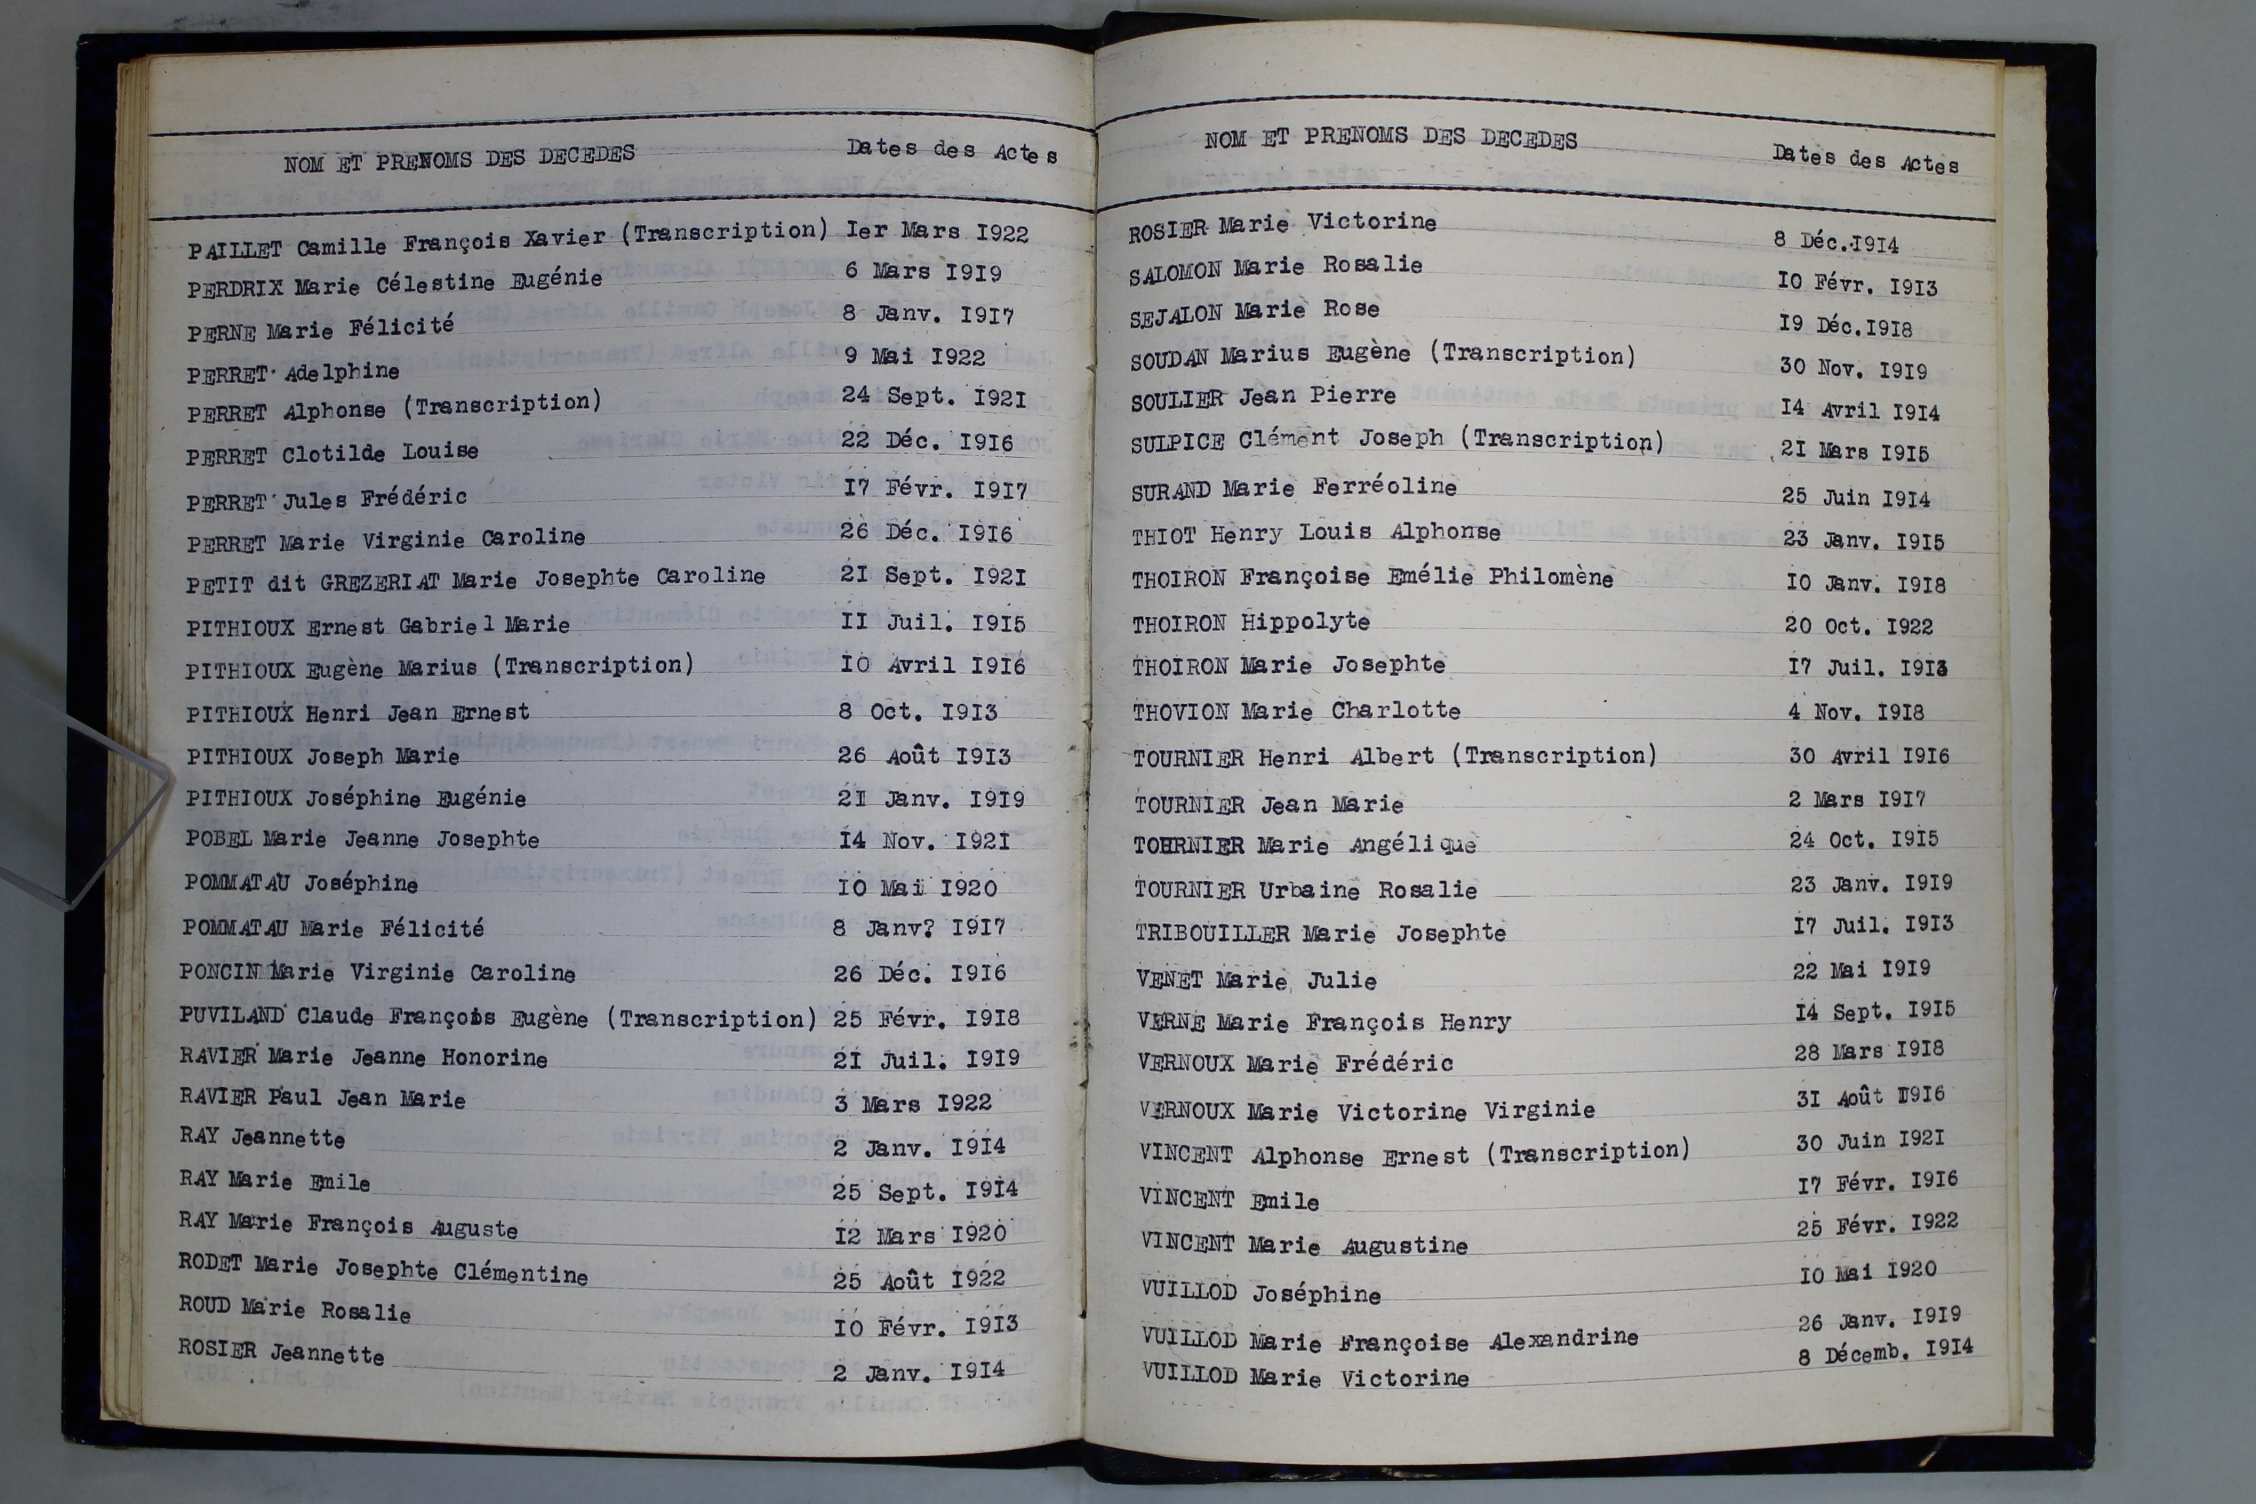 NOM ET PRENOMS DES DECEDES Dates des Actes
PAILLET Camille François Xavier (Transcription) Ier Mars I922
PERDRIX Marie Célestine Eugénie 6 Mars I9I9
PERNE Marie Félicité 8 Janv. I9I7
PERRET Adelphine 9 Mai I922
PERRET Alphonse (Transcription) 24 Sept. I92I
PERRET Clotilde Louise 22 Déc. I9I6
PERRET Jules Frédéric I7 Févr. I9I7
PERRET Marie Virginie Caroline 26 Déc. I9I6
PETIT dit GREZERIAT Marie Josephte Caroline 2I Sept. I92I
PITHIOUX Ernest Gabriel Marie II Juil. I9I5
PITHIOUX Eugène Marius (Transcription) I0 Avril I9I6
PITHIOUX Henri Jean Ernest 8 Oct. I9I3
PITHIOUX Joseph Marie 26 Août I9I3
PITHIOUX Joséphine Eugénie 2I Janv. I9I9
POBEL Marie Jeanne Josephte I4 Nov. I92I
POMMATAU Joséphine I0 Mai I920
POMMATAU Marie Félicité 8 Janv? I9I7
PONCIN Marie Virginie Caroline 26 Déc. I9I6
PUVILAND Claude François Eugène (Transcription) 25 Févr. I9I8
RAVIER Marie Jeanne Honorine 2I Juil. I9I9
RAVIER Paul Jean Marie 3 Mars I922
RAY Jeannette 2 Janv. I9I4
RAY Marie Emile 25 Sept. I9I4
RAY Marie François Auguste I2 Mars I920
RODET Marie Josephte Clémentine 25 Août I922
ROUD Marie Rosalie I0 Févr. I9I3
ROSIER Jeannette 2 Janv. I9I4
NOM ET PRENOMS DES DECEDES Dates des Actes
ROSIER Marie Victorine 8 Déc. I9I4
SALOMON Marie Rosalie I0 Févr. I9I3
SEJALON Marie Rose I9 Déc.I9I8
SOUDAN Marius Eugène (Transcription) 30 Nov. I9I9
SOULIER Jean Pierre I4 Avril I9I4
SULPICE Clément Joseph (Transcription) 2I Mars I9I5
SURAND Marie Ferréoline 25 Juin I9I4
THIOT Henry Louis Alphonse 23 Janv. I9I5
THOIRON Françoise Emélie Philomène I0 Janv. I9I8
THOIRON Hippolyte 20 Oct. I922
THOIRON Marie Josephte I7 Juil. I9I3
THOVION Marie Charlotte 4 Nov. I9I8
TOURNIER Henri Albert (Transcription) 30 Avril I9I6
TOURNIER Jean Marie 2 Mars I9I7
TOURNIER Marie Angélique 24 Oct. I9I5
TOURNIER Urbaine Rosalie 23 Janv. I9I9
TRIBOUILLER Marie Josephte I7 Juil. I9I3
VENET Marie Julie 22 Mai I9I9
VERNE Marie François Henry I4 Sept. I9I5
VERNOUX Marie Frédéric 28 Mars I9I8
VERNOUX Marie Victorine Virginie 3I Août I9I6
VINCENT Alphonse Ernest (Transcription) 30 Juin I92I
VINCENT Emile I7 Févr. I9I6
VINCENT Marie Augustine 25 Févr. I922
VUILLOD Joséphine I0 Mai I920
VUILLOD Marie Françoise Alexandrine 26 Janv. I9I9
VUILLOD Marie Victorine 8 Décemb. I9I4